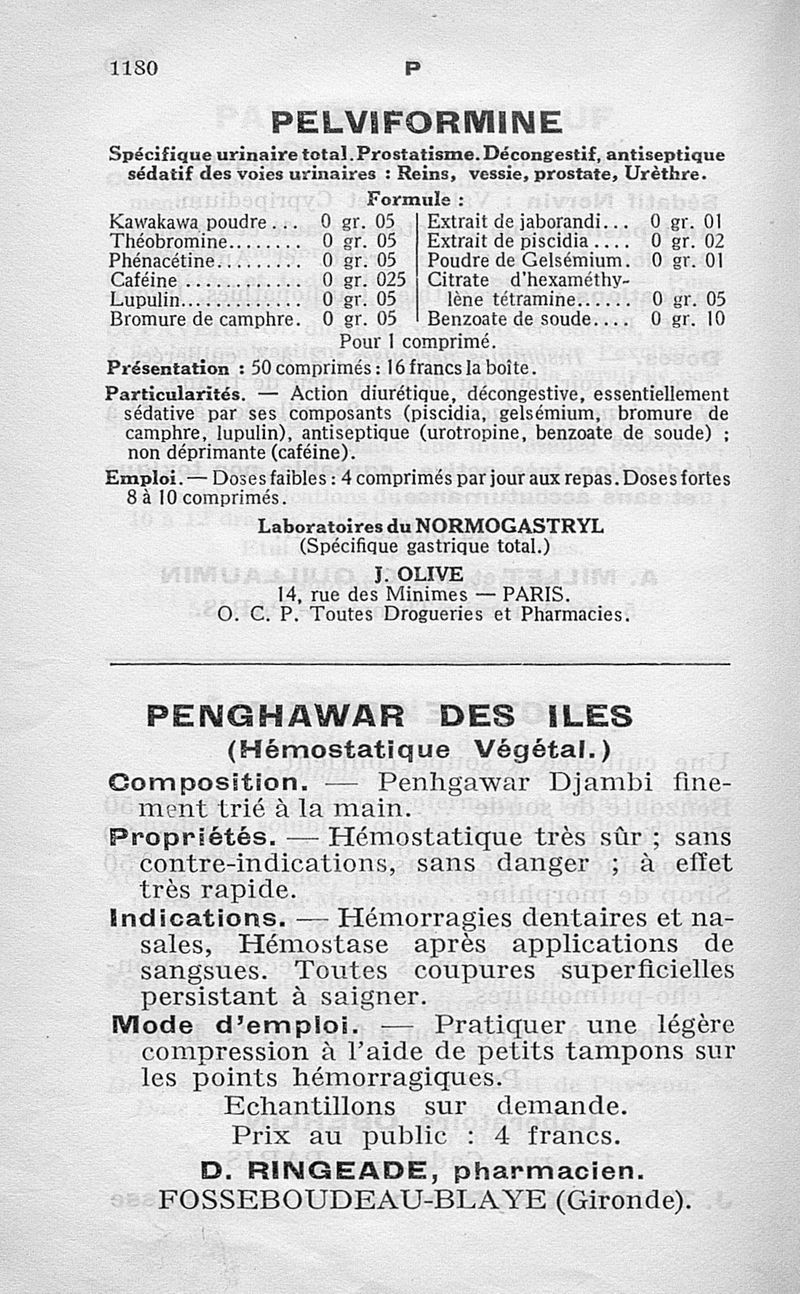 1180
P
PELVIFORMINE
Spécifique urinaire total. Prostatisme. Décongestif, antiseptique
sédatif des voies urinaires : Reins, vessie, prostate, Urèthre.
Formule :
Kawakawa poudre... 0 gr. 05
Théobromine........ 0 gr. 05
Phénacétine......... 0 gr. 05
Caféine ............ 0 gr. 025
Lupulin............. 0 gr. 05
Bromure de camphre. 0 gr. 05
Extrait de jaborandi... 0 gr. 01
Extrait de piscidia .... 0 gr. 02
Poudre de Gelsémium. 0 gr. 01
Citrate d'hexaméthy-
lène tétramine...... 0 gr. 05
Benzoate de soude.... 0 gr. 10
Pour 1 comprimé.
Présentation : 50 comprimés : 16 francs la boite.
Particularités. — Action diurétique, décongestive, essentiellement
sédative par ses composants (piscidia, gelsémium, bromure de
camphre, lupulin), antiseptique (urotropine, benzoate de soude) ;
non déprimante (caféine).
Emploi. — Doses faibles : 4 comprimés par jour aux repas. Doses fortes
8 à 10 comprimés.
Laboratoires du NORMOGASTRYL
(Spécifique gastrique total.)
J. OLIVE
14, rue des Minimes — PARIS.
O. C. P. Toutes Drogueries et Pharmacies.
PENGHAWAR DES ILES
(Hémostatique Végétal.)
Composition. — Penhgawar Djambi fine-
ment trié à la main.
Propriétés. — Hémostatique très sûr ; sans
contre-indications, sans danger ; à effet
très rapide.
Indications. — Hémorragies dentaires et na-
sales, Hémostase après applications de
sangsues. Toutes coupures superficielles
persistant à saigner.
Mode d'emploi. — Pratiquer une légère
compression à l'aide de petits tampons sur
les points hémorragiques.
Echantillons sur demande.
Prix au public : 4 francs.
D. RINGEADE, pharmacien.
FOSSEBOUDEAU-BLAYE (Gironde).